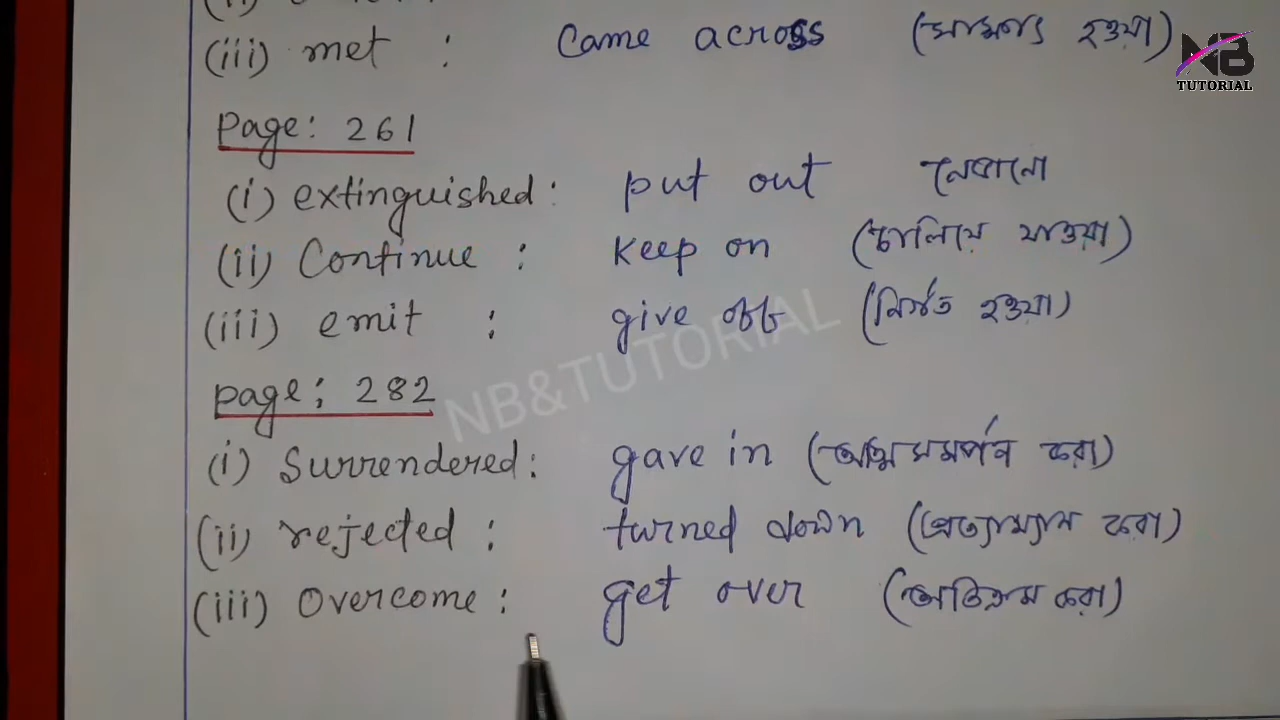 (iii) met : Came across (সাক্ষাৎ হওয়া)
NB
TUTORIAL
Page: 261
(i) extinguished: put out নেভানো
(ii) Continue : Keep on (চালিয়ে যাওয়া)
(iii) emit : give off (নির্গত হওয়া)
NB&TUTORIAL
page: 282
(i) Surrendered: gave in (আত্মসমর্পন করা)
(ii) rejected : turned down (করা)
(iii) Overcome : get over (অতিক্রম করা)